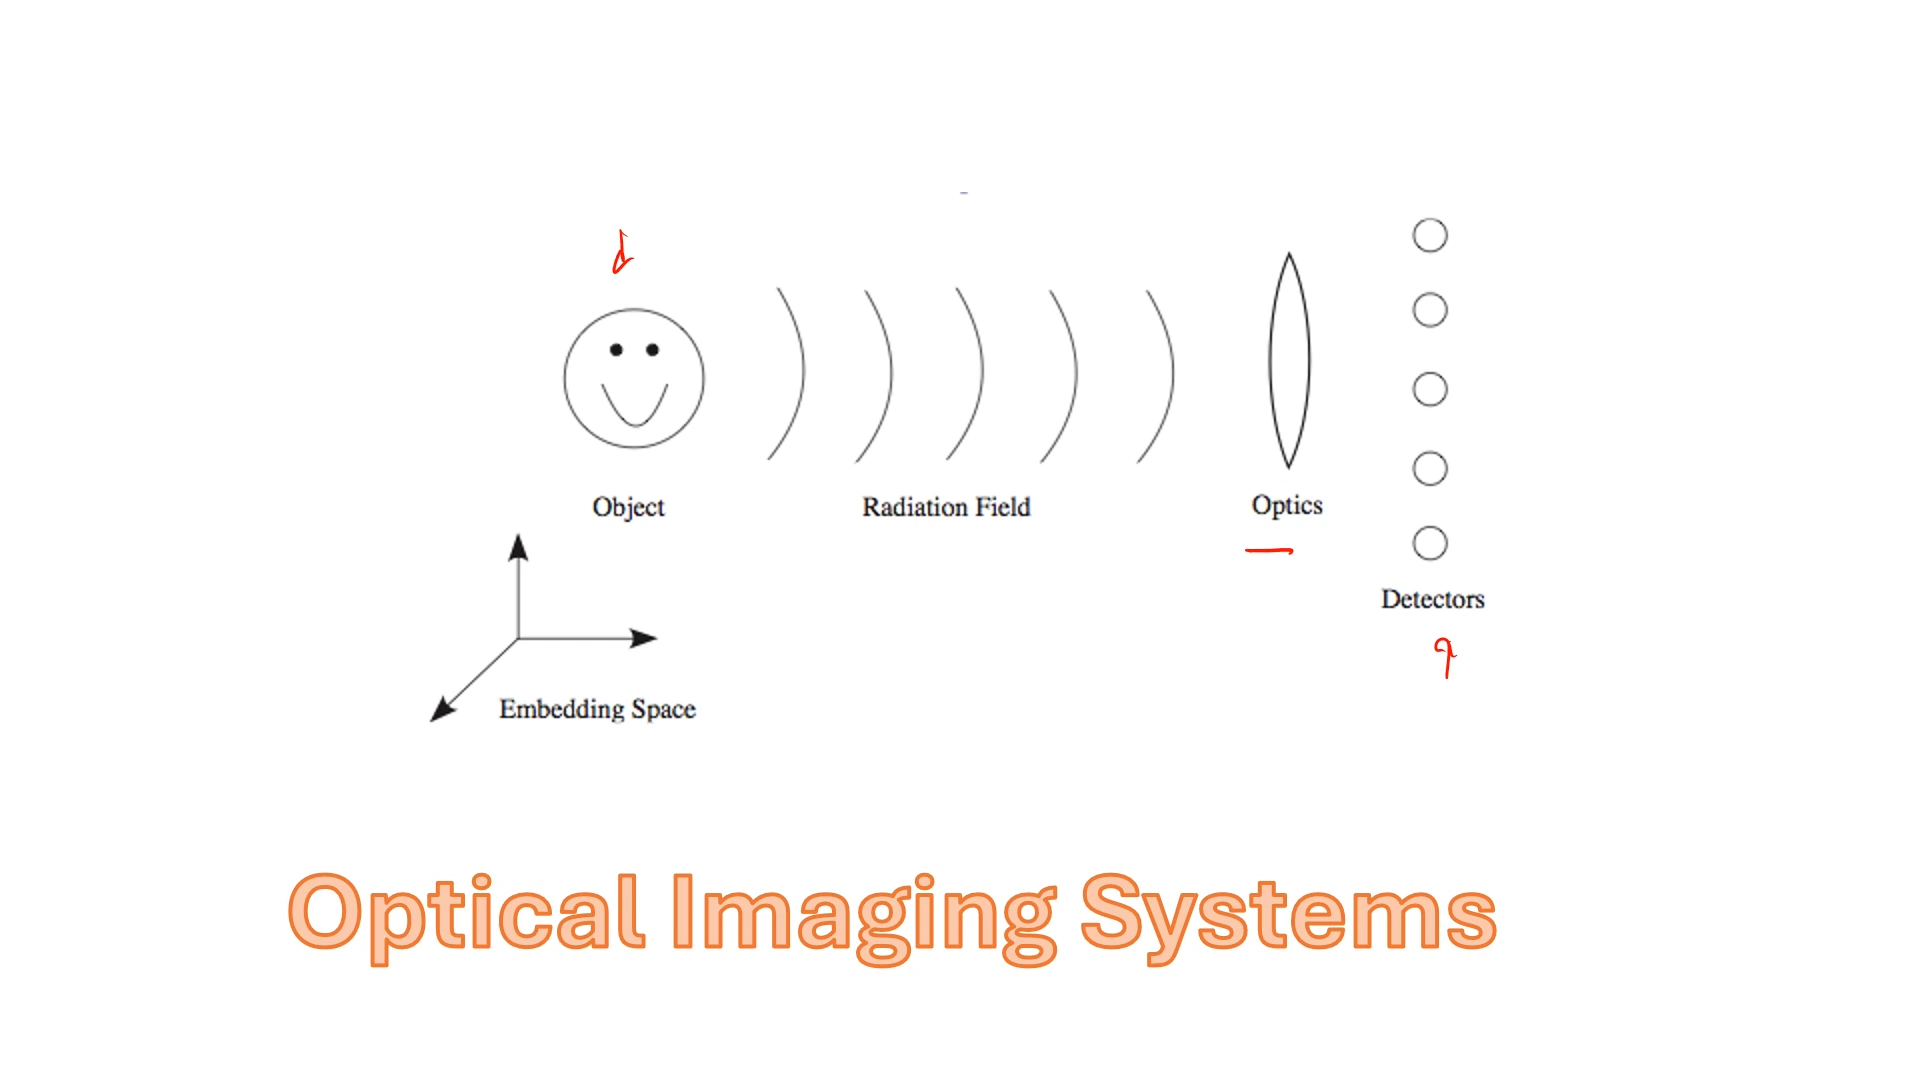 Object
Radiation Field
Optics
Detectors
Embedding Space
Optical Imaging Systems